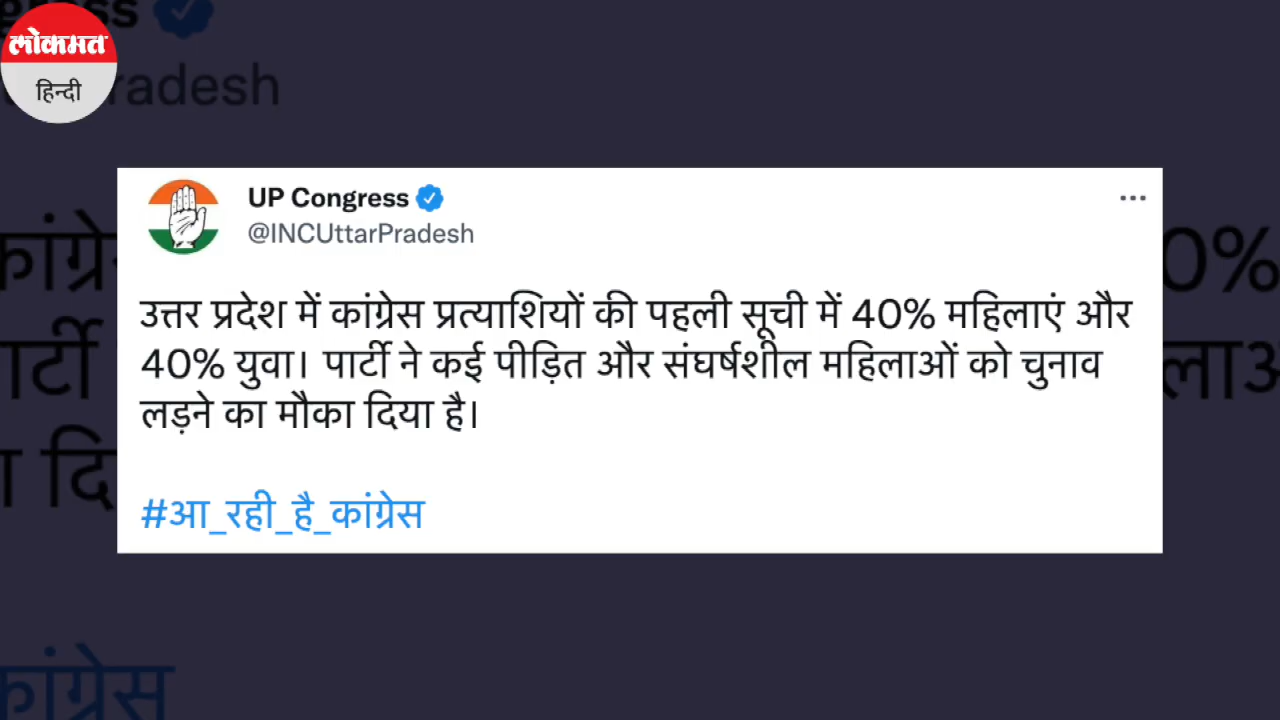 लोकमत
हिन्दी
UP Congress
@INCUttarPradesh
उत्तर प्रदेश में कांग्रेस प्रत्याशियों की पहली सूची में 40% महिलाएं और
40% युवा। पार्टी ने कई पीड़ित और संघर्षशील महिलाओं को चुनाव
लड़ने का मौका दिया है।
#आ_रही_है_कांग्रेस